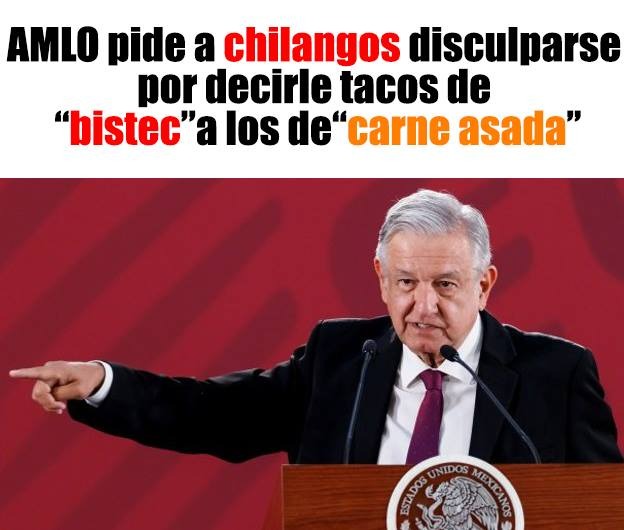 AMLO pide a chilangos disculparse
por decirle tacos de
“bistec”a los de“carne asada”
ESTADOS UNIDOS MEXICANOS